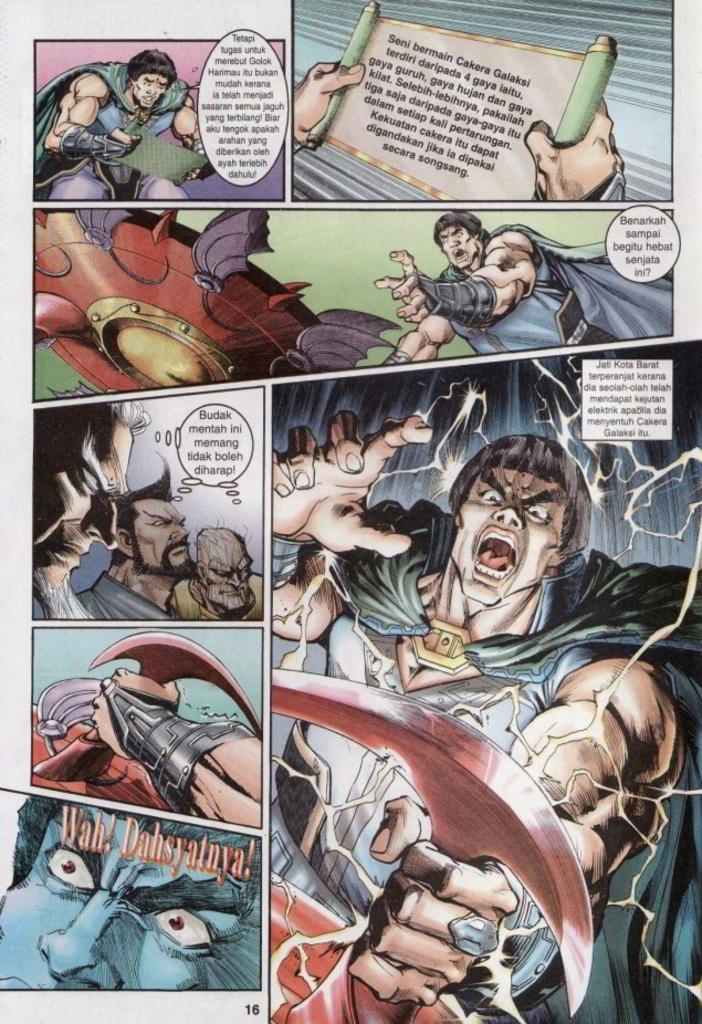 Tetapi
tugas untuk
merebut Golok
Harimau itu bukan
mudah kerana
ia telah menjadi
sasaran semua jaguh
yang terbilang! Biar
aku tengok apakah
arahan yang
diberikan oleh
ayah terlebih
dahulu!
Seni bermain Cakera Galaksi
terdiri daripada 4 gaya iaitu,
gaya guruh, gaya hujan dan gaya
kilat. Selebih-lebihnya, pakailah
tiga saja daripada gaya-gaya itu
dalam setiap kali pertarungan.
Kekuatan cakera itu dapat
digandakan jika ia dipakai
secara songsang.
Benarkah
sampai
begitu hebat
senjata
ini?
Jati Kota Barat
terperanjat kerana
dia seolah-olah telah
mendapat kejutan
elektrik apabila dia
menyentuh Cakera
Galaksi itu.
Budak
mentah ini
memang
tidak boleh
diharap!
Wah! Dahsyatnya!
16